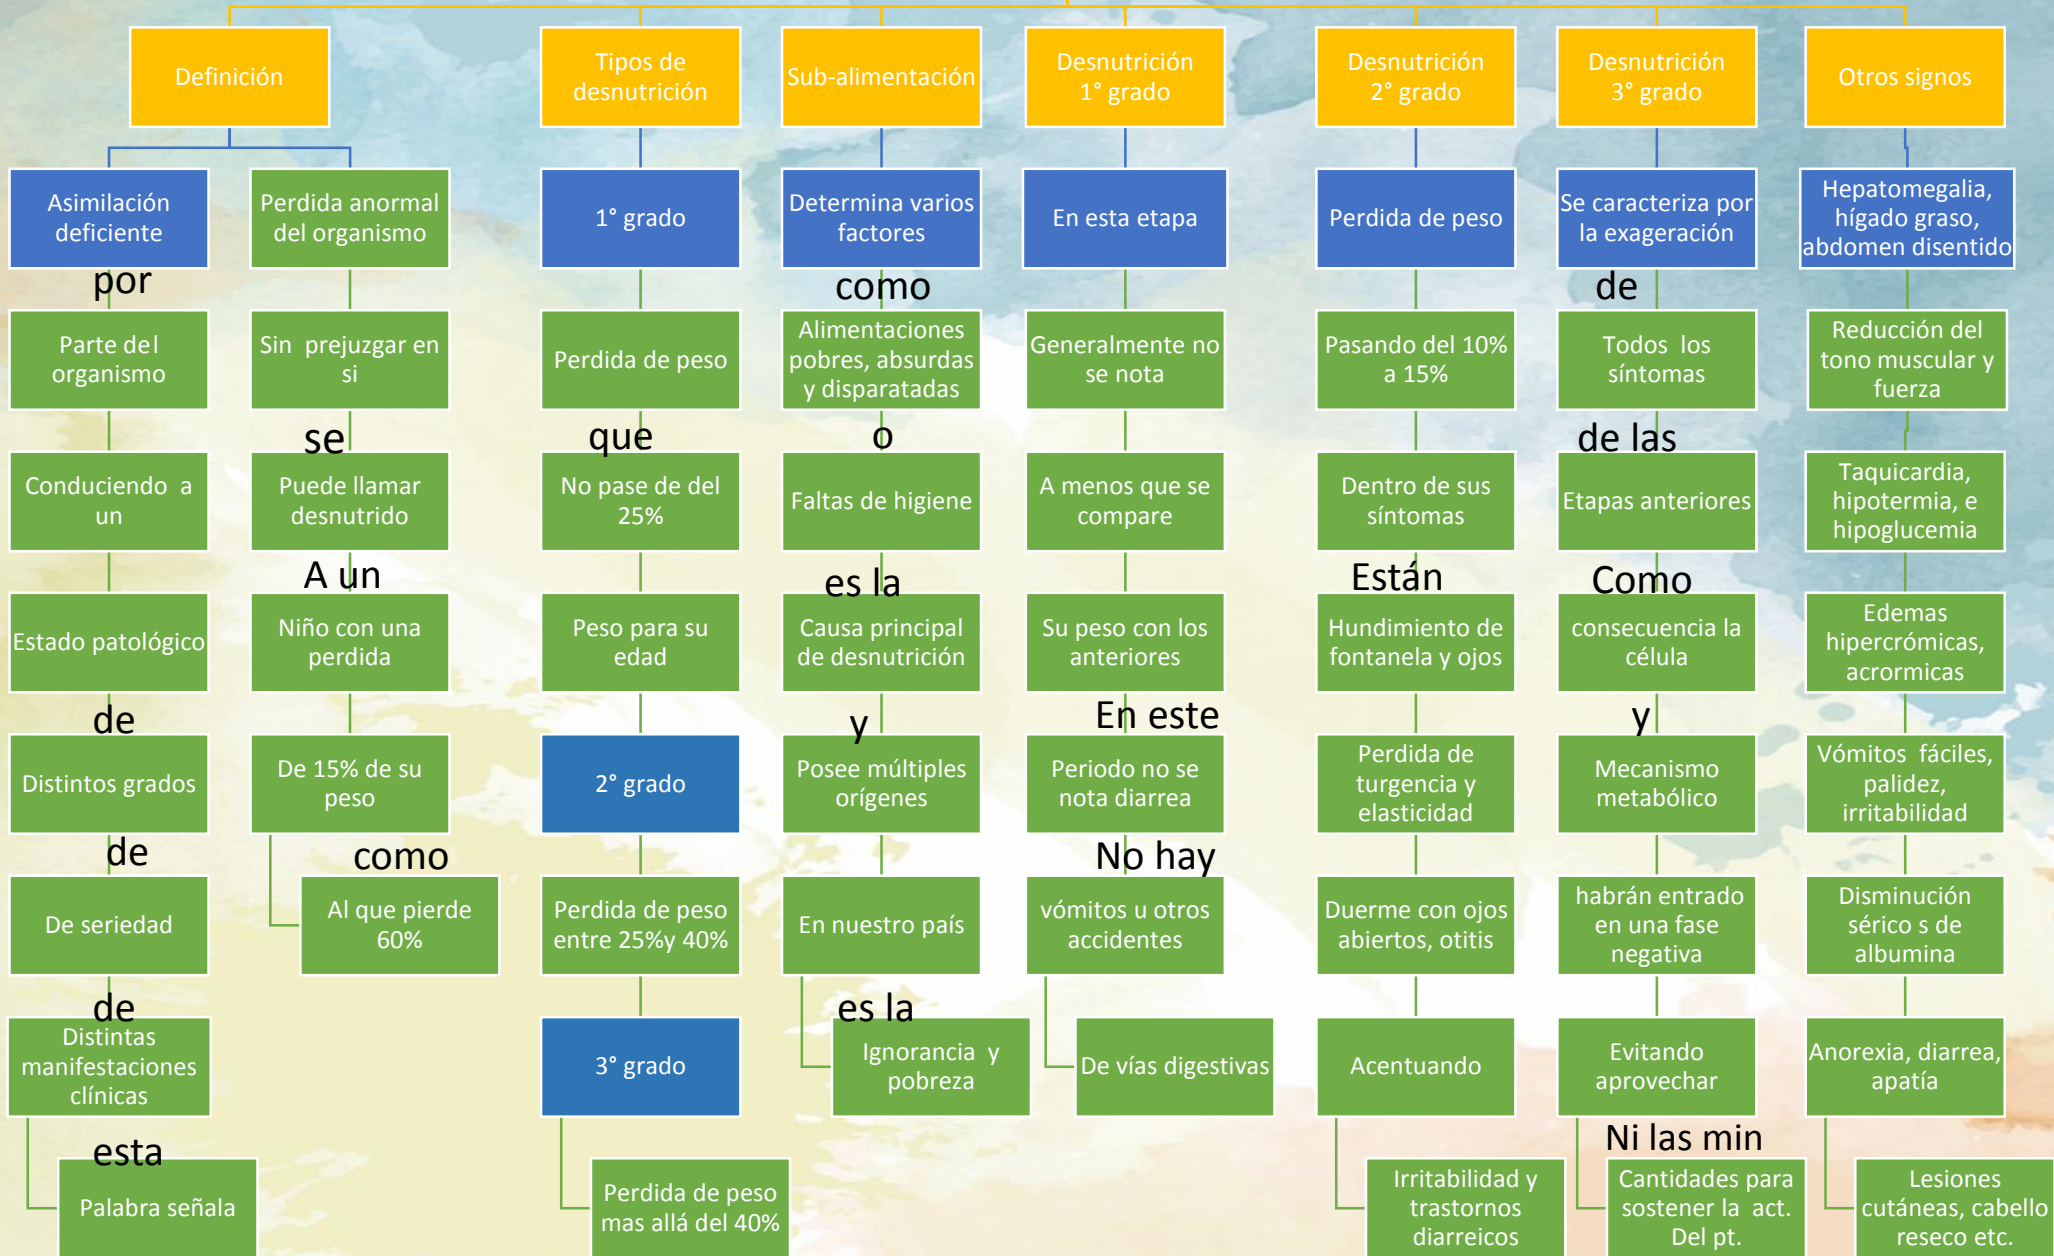 Definición
Asimilación
deficiente
por
Parte del
organismo
Conduciendo a
un
Estado patológico
de
Distintos grados
de
De seriedad
de
Distintas
manifestaciones
clínicas
esta
Palabra señala
Perdida anormal
del organismo
Sin prejuzgar en
si
se
Puede llamar
desnutrido
A un
Niño con una
perdida
De 15% de su
peso
como
Al que pierde
60%
Tipos de
desnutrición
1° grado
Perdida de peso
que
No pase de del
25%
Peso para su
edad
2° grado
Perdida de peso
entre 25%y 40%
3° grado
Perdida de peso
mas allá del 40%
Sub-alimentación
Determina varios
factores
como
Alimentaciones
pobres, absurdas
y disparatadas
o
Faltas de higiene
es la
Causa principal
de desnutrición
y
Posee múltiples
orígenes
En nuestro país
es la
Ignorancia y
pobreza
Desnutrición
1° grado
En esta etapa
Generalmente no
se nota
A menos que se
compare
Su peso con los
anteriores
En este
Periodo no se
nota diarrea
No hay
vómitos u otros
accidentes
De vías digestivas
Desnutrición
2° grado
Perdida de peso
Pasando del 10%
a 15%
Dentro de sus
síntomas
Están
Hundimiento de
fontanela y ojos
Perdida de
turgencia y
elasticidad
Duerme con ojos
abiertos, otitis
Acentuando
Irritabilidad y
trastornos
diarreicos
Desnutrición
3° grado
Se caracteriza por
la exageración
de
Todos los
síntomas
de las
Etapas anteriores
Como
consecuencia la
célula
y
Mecanismo
metabólico
habrán entrado
en una fase
negativa
Evitando
aprovechar
Ni las min
Cantidades para
sostener la act.
Del pt.
Otros signos
Hepatomegalia,
hígado graso,
abdomen disentido
Reducción del
tono muscular y
fuerza
Taquicardia,
hipotermia, e
hipoglucemia
Edemas
hipercrómicas,
acrormicas
Vómitos fáciles,
palidez,
irritabilidad
Disminución
sérico s de
albumina
Anorexia, diarrea,
apatía
Lesiones
cutáneas, cabello
reseco etc.